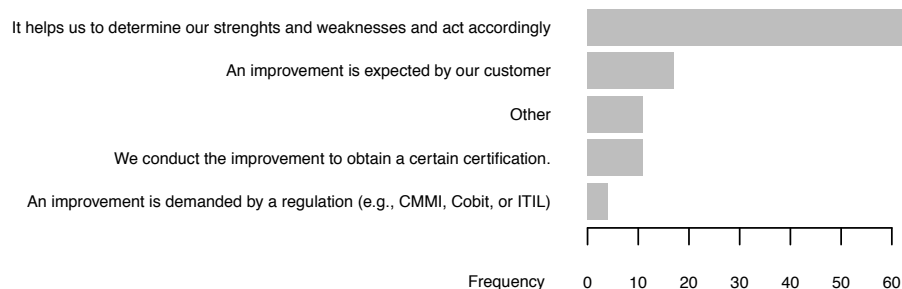 It helps us to determine our strenghts and weaknesses and act accordingly
An improvement is expected by our customer
Other
We conduct the improvement to obtain a certain certification.
An improvement is demanded by a regulation (e.g., CMMI, Cobit, or ITIL)
Frequency 0 10 20 30 40 50 60